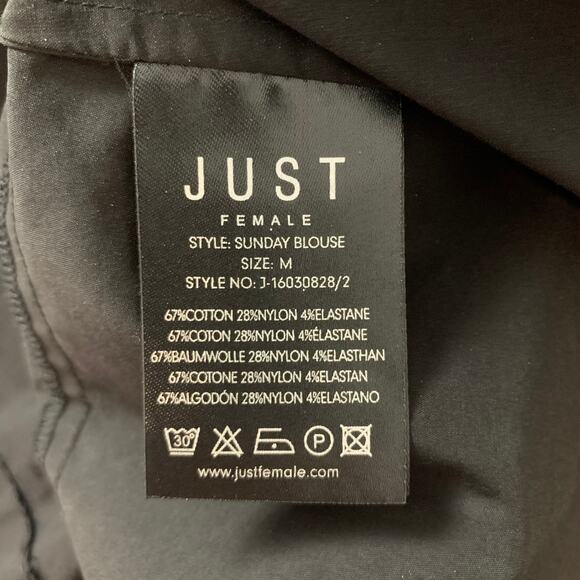 JUST
FEMALE
STYLE: SUNDAY BLOUSE
SIZE: M
STYLE NO: J-16030828/2
67%COTTON 28%NYLON 4%ELASTANE
67%COTON 28%NYLON 4%ÉLASTANE
67%BAUMWOLLE 28%NYLON 4%ELASTHAN
67%COTONE 28%NYLON 4%ELASTAN
67%ALGODÓN 28%NYLON 4%ELASTANO
30° P
www.justfemale.com